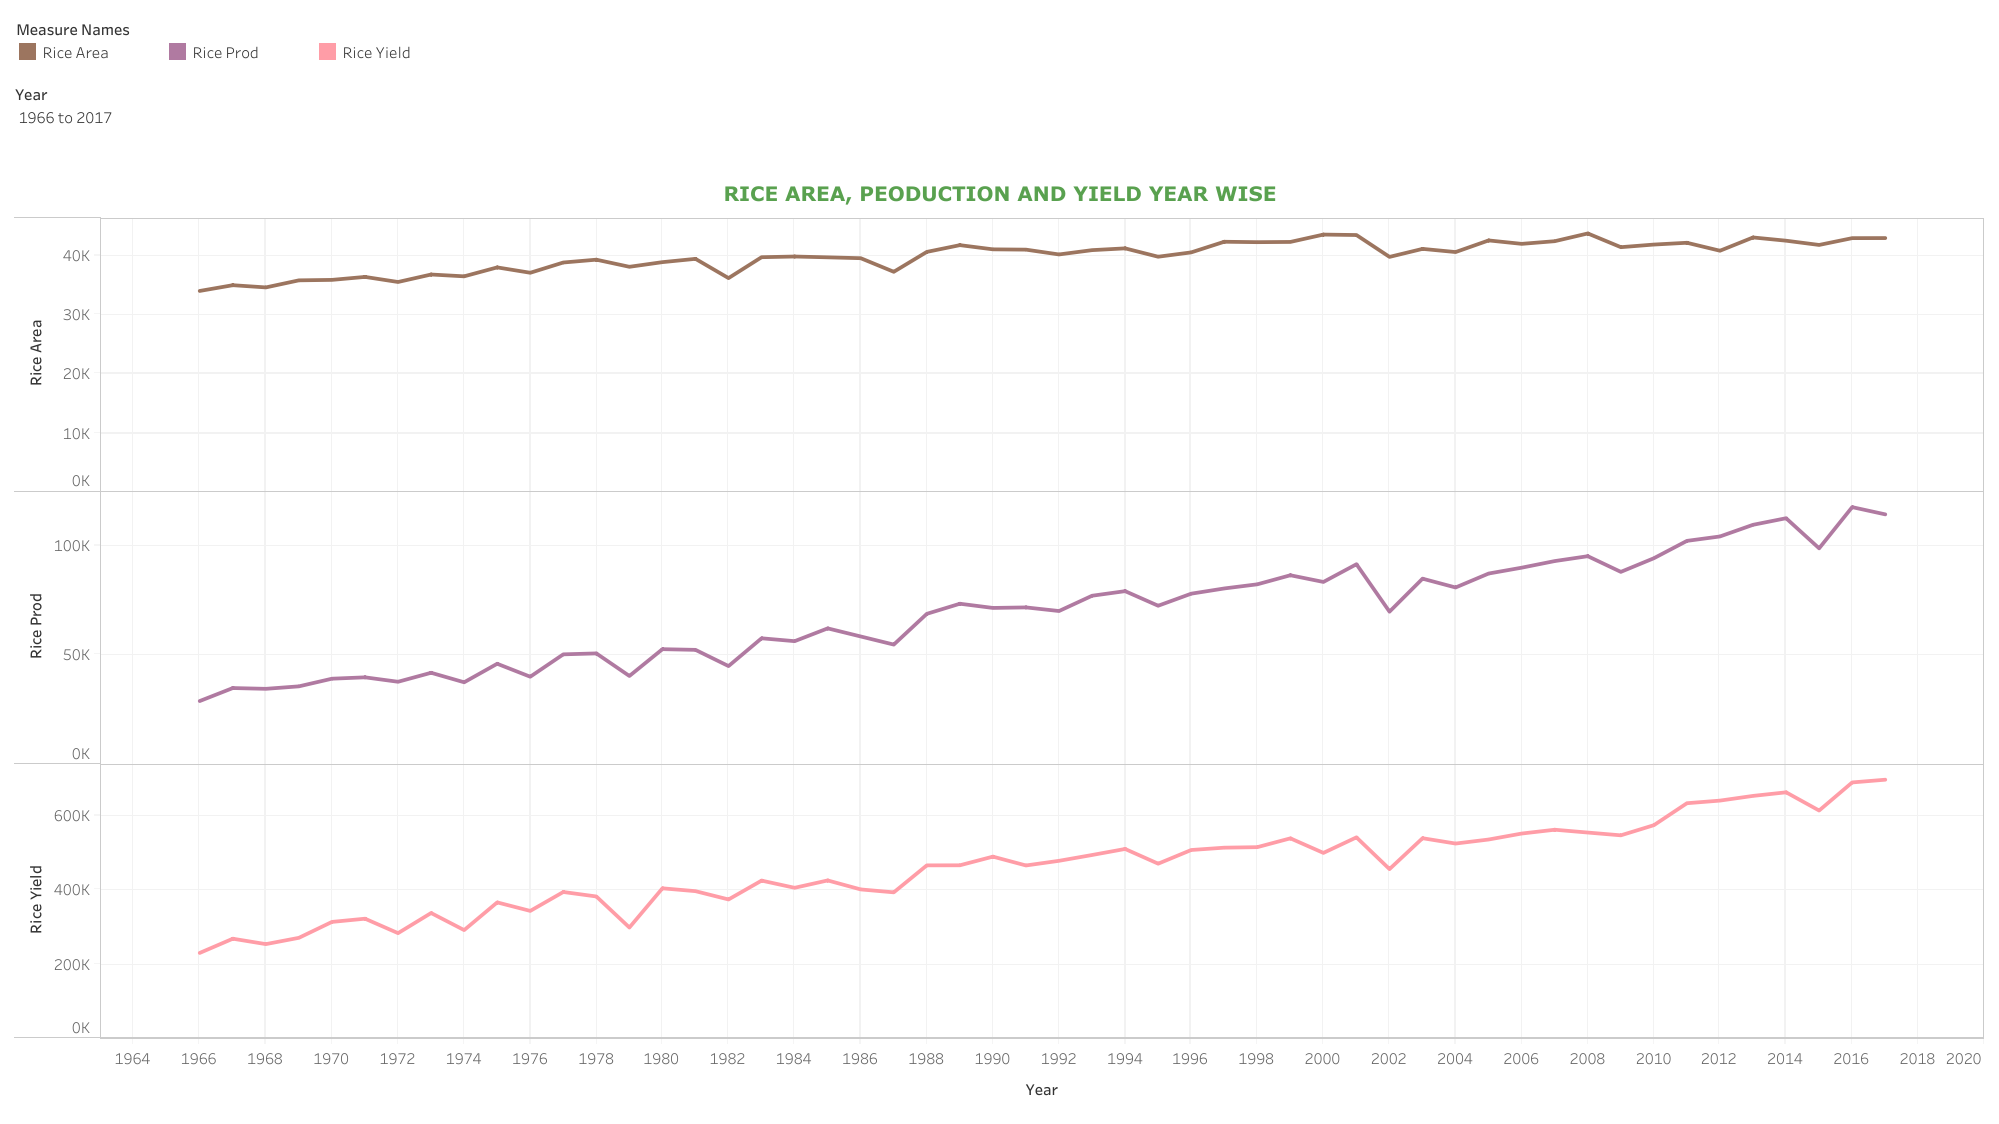 Measure Names
Rice Area Rice Prod Rice Yield
Year
1966 to 2017
RICE AREA, PEODUCTION AND YIELD YEAR WISE
40K
30K
20K
10K
0K
Rice Area
100K
50K
0K
Rice Prod
600K
400K
200K
0K
Rice Yield
1964 1966 1968 1970 1972 1974 1976 1978 1980 1982 1984 1986 1988 1990 1992 1994 1996 1998 2000 2002 2004 2006 2008 2010 2012 2014 2016 2018 2020
Year